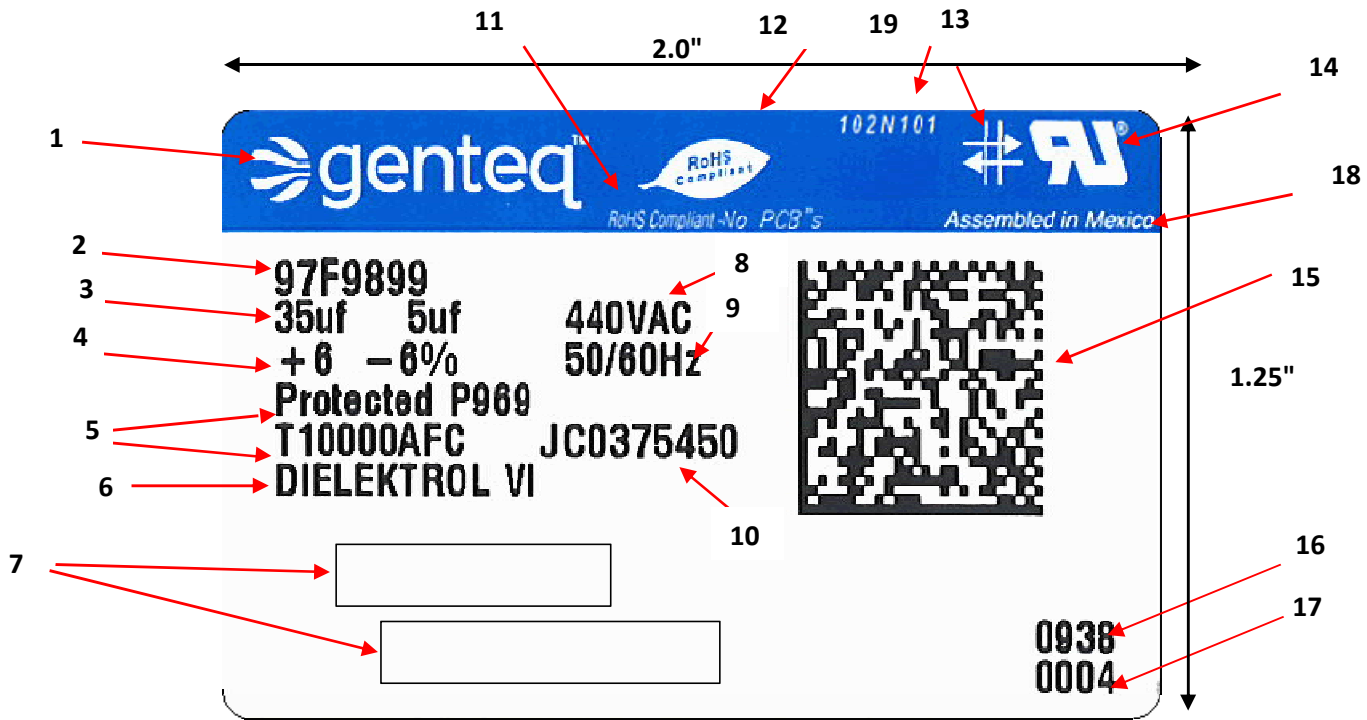 11 12 19 13
2.0"
14
1
genteq™
RoHS
compliant
102N101
UR®
RoHS Compliant-No PCB"s
Assembled in Mexico
18
2
97F9899
8
3
35uf 5uf 440VAC
9
15
4
+6 -6% 50/60Hz
1.25"
Protected P969
5
T10000AFC JC0375450
6
DIELEKTROL VI
10
7
16
0938
17
0004